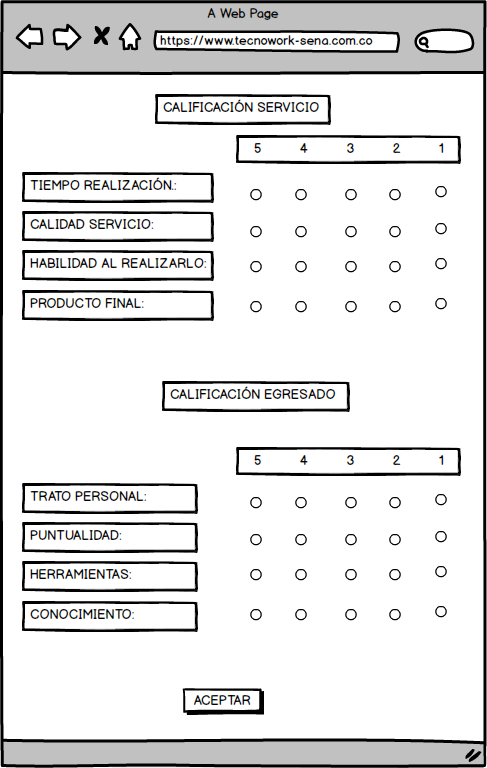 A Web Page
https://www.tecnowork-sena.com.co
CALIFICACIÓN SERVICIO
5 4 3 2 1
TIEMPO REALIZACIÓN.:
CALIDAD SERVICIO:
HABILIDAD AL REALIZARLO:
PRODUCTO FINAL:
CALIFICACIÓN EGRESADO
5 4 3 2 1
TRATO PERSONAL:
PUNTUALIDAD:
HERRAMIENTAS:
CONOCIMIENTO:
ACEPTAR